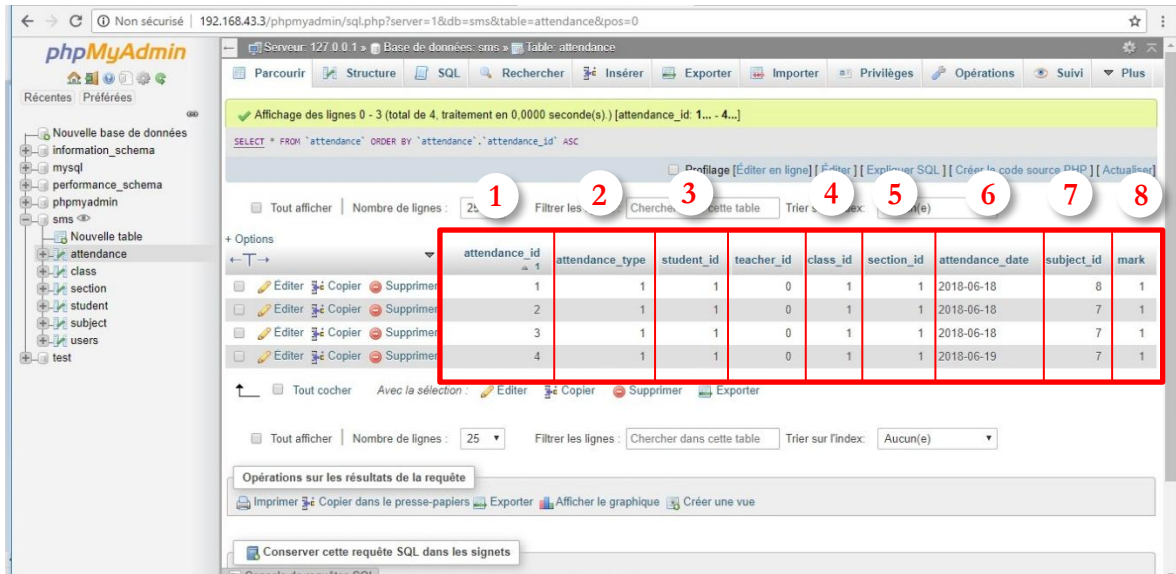 Non sécurisé | 192.168.43.3/phpmyadmin/sql.php?server=1&db=sms&table=attendance&pos=0
phpMyAdmin
Récentes Préférées
Nouvelle base de données
information_schema
mysql
performance_schema
phpmyadmin
sms
Nouvelle table
attendance
class
section
student
subject
users
test
Serveur: 127.0.0.1 » Base de données: sms » Table: attendance
Parcourir Structure SQL Rechercher Insérer Exporter Importer Privilèges Opérations Suivi Plus
Affichage des lignes 0 - 3 (total de 4, traitement en 0,0000 seconde(s).) [attendance_id: 1... - 4...]
SELECT * FROM `attendance` ORDER BY `attendance`.`attendance_id` ASC
Profilage [Éditer en ligne] [ Éditer ] [ Expliquer SQL ] [ Créer le code source PHP ] [ Actualiser]
1 2 3 4 5 6 7 8
Tout afficher | Nombre de lignes : 25 Filtrer les Chercher cette table Trier
+ Options
attendance_id 1 attendance_type student_id teacher_id class_id section_id attendance_date subject_id mark
Editer Copier Supprimer 1 1 1 0 1 1 2018-06-18 8 1
Editer Copier Supprimer 2 1 1 0 1 1 2018-06-18 7 1
Editer Copier Supprimer 3 1 1 0 1 1 2018-06-18 7 1
Editer Copier Supprimer 4 1 1 0 1 1 2018-06-19 7 1
Tout cocher Avec la sélection : Editer Copier Supprimer Exporter
Tout afficher | Nombre de lignes : 25 Filtrer les lignes : Chercher dans cette table Trier sur l'index: Aucun(e)
Opérations sur les résultats de la requête
Imprimer Copier dans le presse-papiers Exporter Afficher le graphique Créer une vue
Conserver cette requête SQL dans les signets